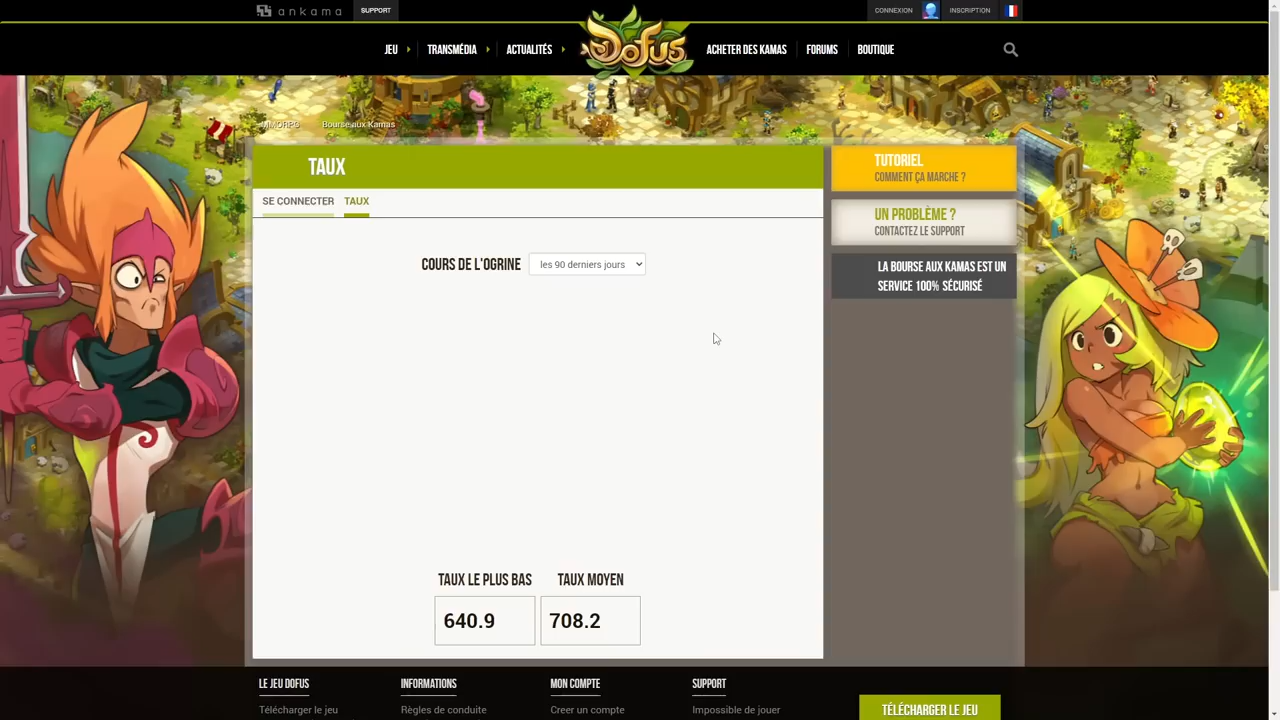 ankama
SUPPORT
CONNEXION
INSCRIPTION
JEU
TRANSMÉDIA
ACTUALITÉS
DOFUS
ACHETER DES KAMAS
FORUMS
BOUTIQUE
MMORPG
Bourse aux Kamas
TAUX
SE CONNECTER
TAUX
COURS DE L'OGRINE
les 90 derniers jours
TAUX LE PLUS BAS
TAUX MOYEN
640.9
708.2
TUTORIEL
COMMENT ÇA MARCHE ?
UN PROBLÈME ?
CONTACTEZ LE SUPPORT
LA BOURSE AUX KAMAS EST UN
SERVICE 100% SÉCURISÉ
LE JEU DOFUS
INFORMATIONS
MON COMPTE
SUPPORT
Télécharger le jeu
Règles de conduite
Creer un compte
Impossible de jouer
TÉLÉCHARGER LE JEU